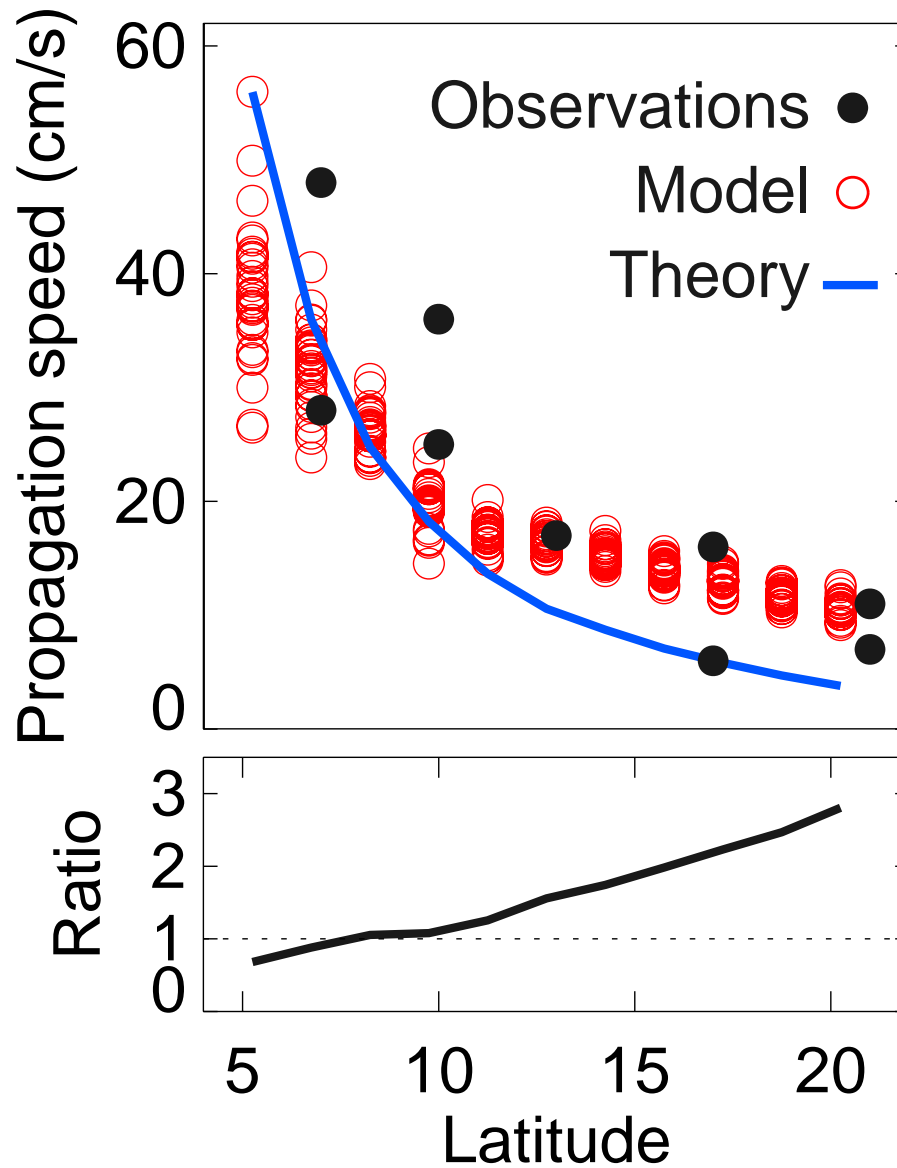 Propagation speed (cm/s)
60
40
20
0
Observations
Model
Theory
Ratio
3
2
1
0
5 10 15 20
Latitude